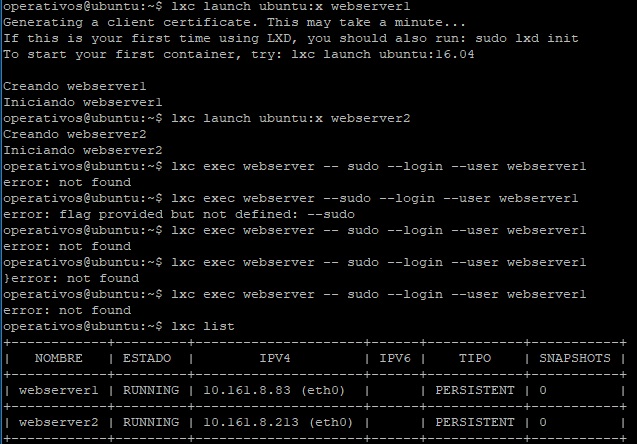 operativos@ubuntu:~$ lxc launch ubuntu:x webserver1
Generating a client certificate. This may take a minute...
If this is your first time using LXD, you should also run: sudo lxd init
To start your first container, try: lxc launch ubuntu:16.04
Creando webserver1
Iniciando webserver1
operativos@ubuntu:~$ lxc launch ubuntu:x webserver2
Creando webserver2
Iniciando webserver2
operativos@ubuntu:~$ lxc exec webserver -- sudo --login --user webserver1
error: not found
operativos@ubuntu:~$ lxc exec webserver --sudo --login --user webserver1
error: flag provided but not defined: --sudo
operativos@ubuntu:~$ lxc exec webserver -- sudo --login --user webserver1
error: not found
operativos@ubuntu:~$ lxc exec webserver -- sudo --login --user webserver1
}error: not found
operativos@ubuntu:~$ lxc exec webserver -- sudo --login --user webserver1
error: not found
operativos@ubuntu:~$ lxc list
+------------+---------+---------------------+------+------------+-----------+
| NOMBRE | ESTADO | IPV4 | IPV6 | TIPO | SNAPSHOTS |
+------------+---------+---------------------+------+------------+-----------+
| webserver1 | RUNNING | 10.161.8.83 (eth0) | | PERSISTENT | 0 |
+------------+---------+---------------------+------+------------+-----------+
| webserver2 | RUNNING | 10.161.8.213 (eth0) | | PERSISTENT | 0 |
+------------+---------+---------------------+------+------------+-----------+